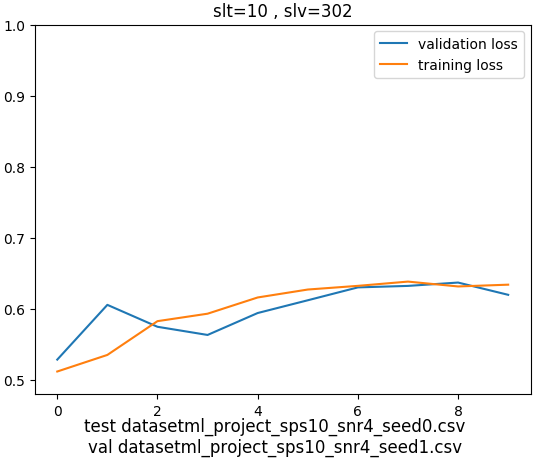 slt=10 , slv=302
1.0
validation loss
training loss
0.9
0.8
0.7
0.6
0.5
0 2 4 6 8
test datasetml_project_sps10_snr4_seed0.csv
val datasetml_project_sps10_snr4_seed1.csv